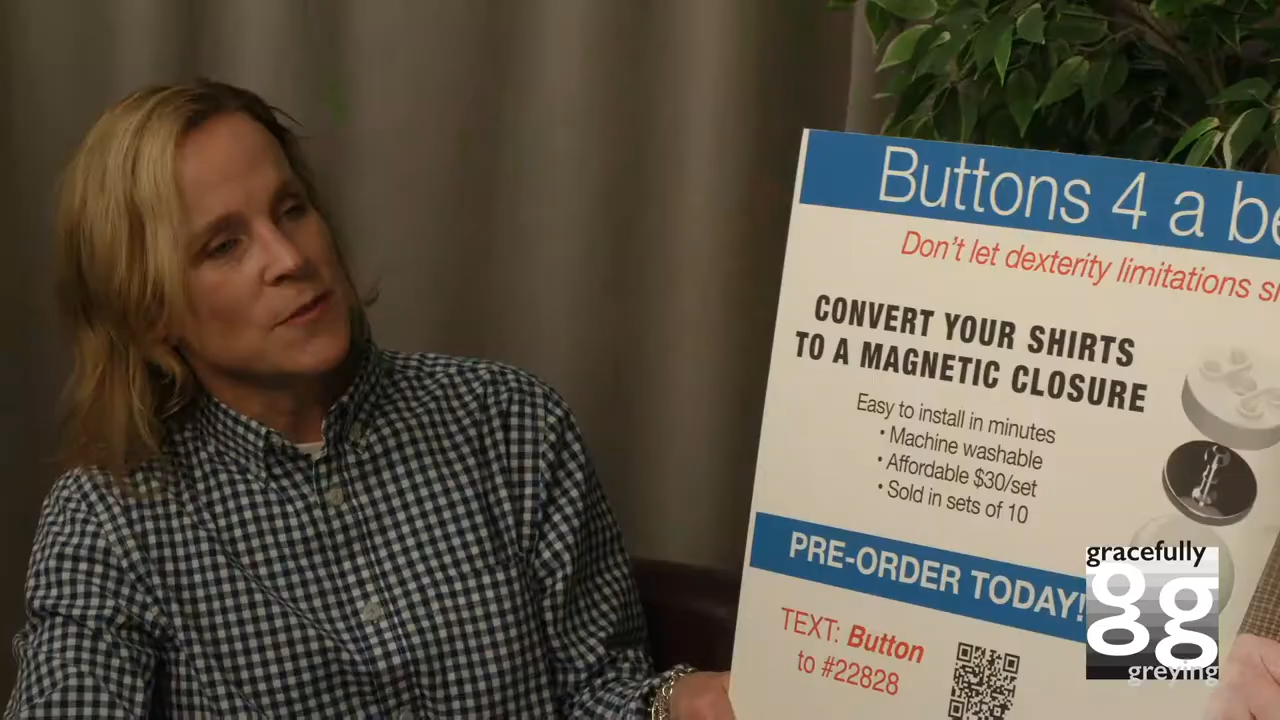 Buttons 4 a be
Don't let dexterity limitations sl
CONVERT YOUR SHIRTS
TO A MAGNETIC CLOSURE
Easy to install in minutes
• Machine washable
• Affordable $30/set
• Sold in sets of 10
PRE-ORDER TODAY!
TEXT: Button
to #22828
gracefully
gg
greying